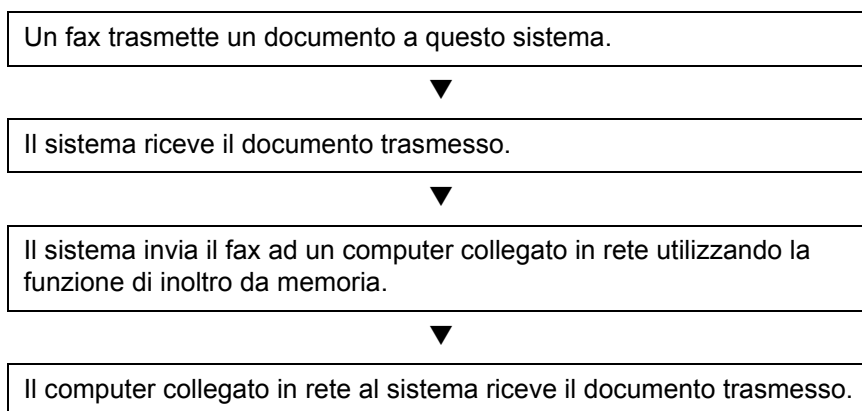 Un fax trasmette un documento a questo sistema.
▼
Il sistema riceve il documento trasmesso.
▼
Il sistema invia il fax ad un computer collegato in rete utilizzando la
funzione di inoltro da memoria.
▼
Il computer collegato in rete al sistema riceve il documento trasmesso.